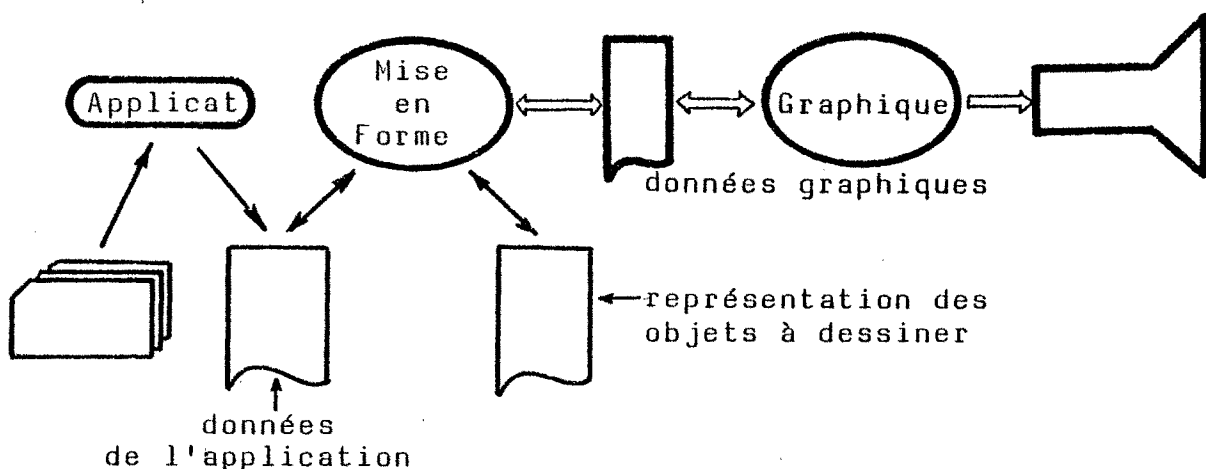 Applicat
Mise
en
Forme
Graphique
données graphiques
représentation des
objets à dessiner
données
de l'application